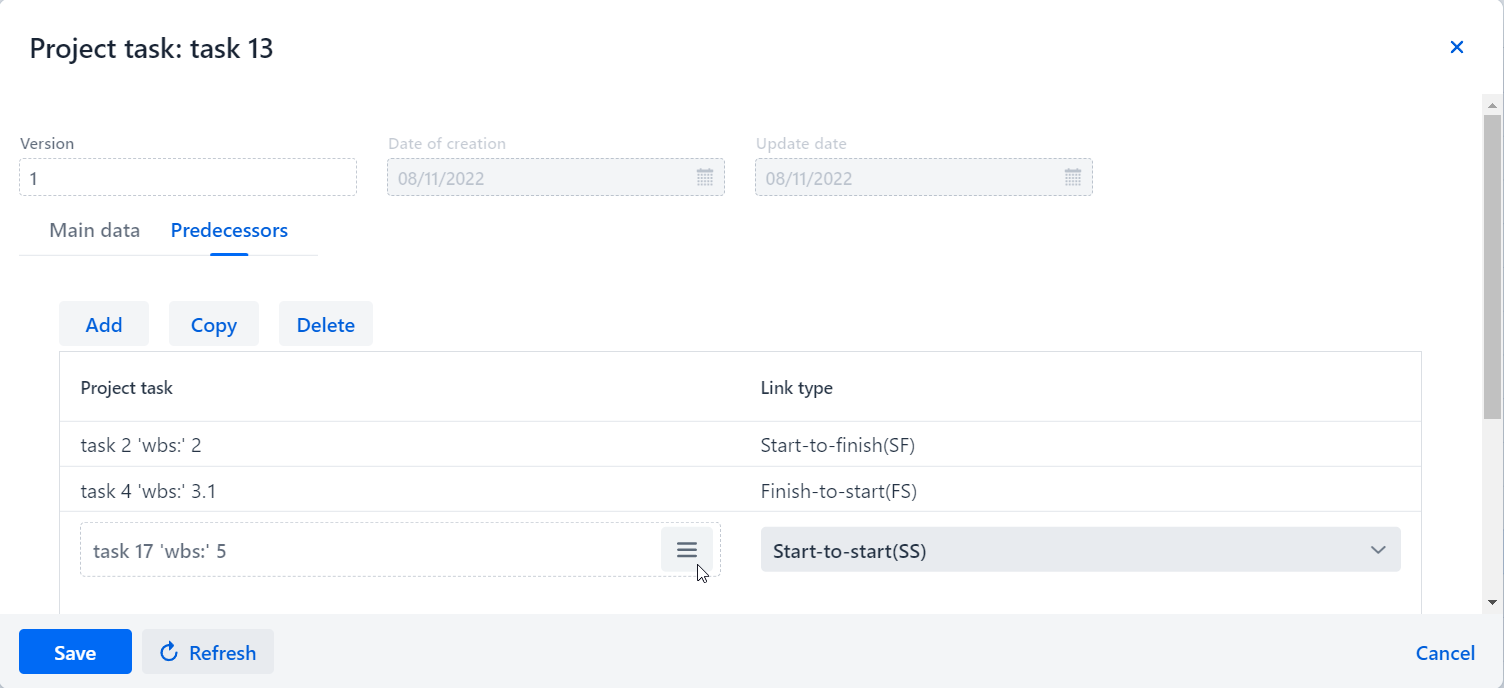 Project task: task 13
Version Date of creation Update date
1 08/11/2022 08/11/2022
Main data Predecessors
Add Copy Delete
Project task Link type
task 2 'wbs:' 2 Start-to-finish(SF)
task 4 'wbs:' 3.1 Finish-to-start(FS)
task 17 'wbs:' 5 Start-to-start(SS)
Save Refresh Cancel